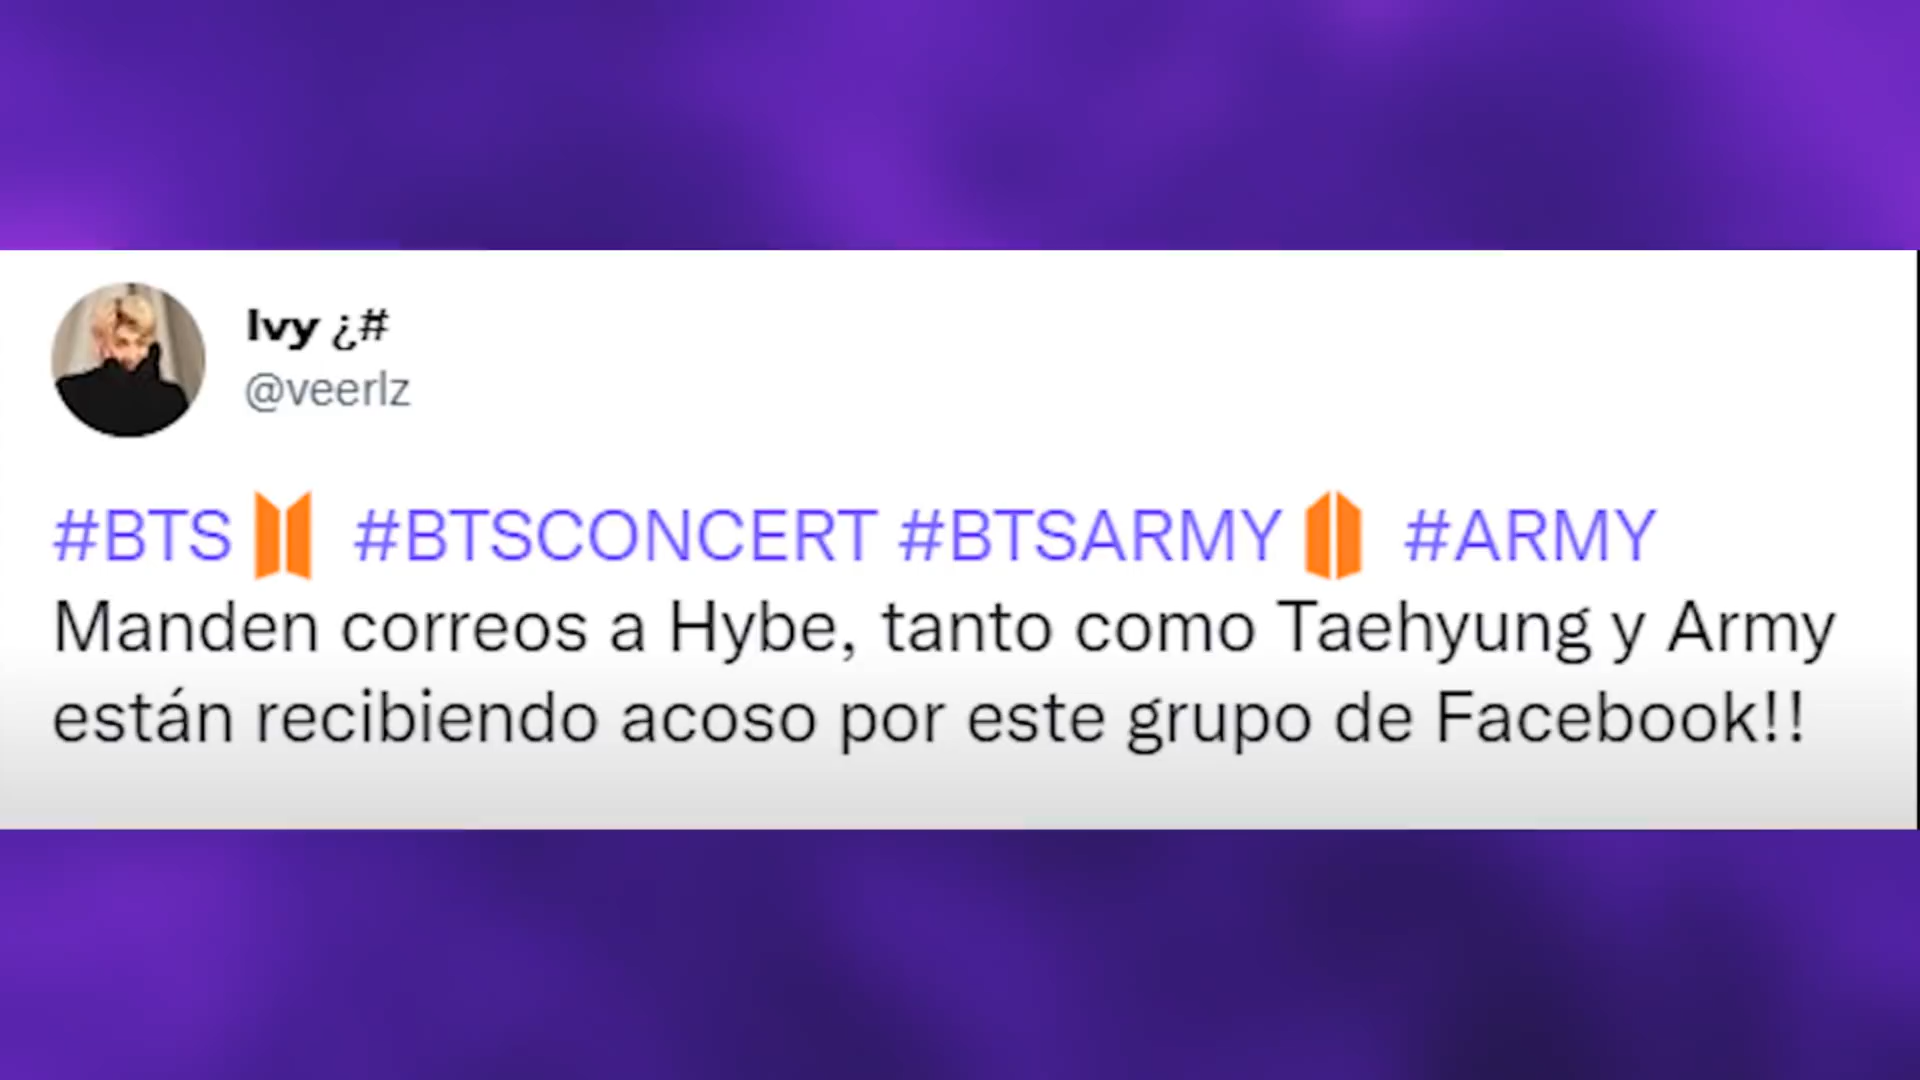 Ivy ¿#
@veerlz
#BTS #BTSCONCERT #BTSARMY #ARMY
Manden correos a Hybe, tanto como Taehyung y Army
están recibiendo acoso por este grupo de Facebook!!